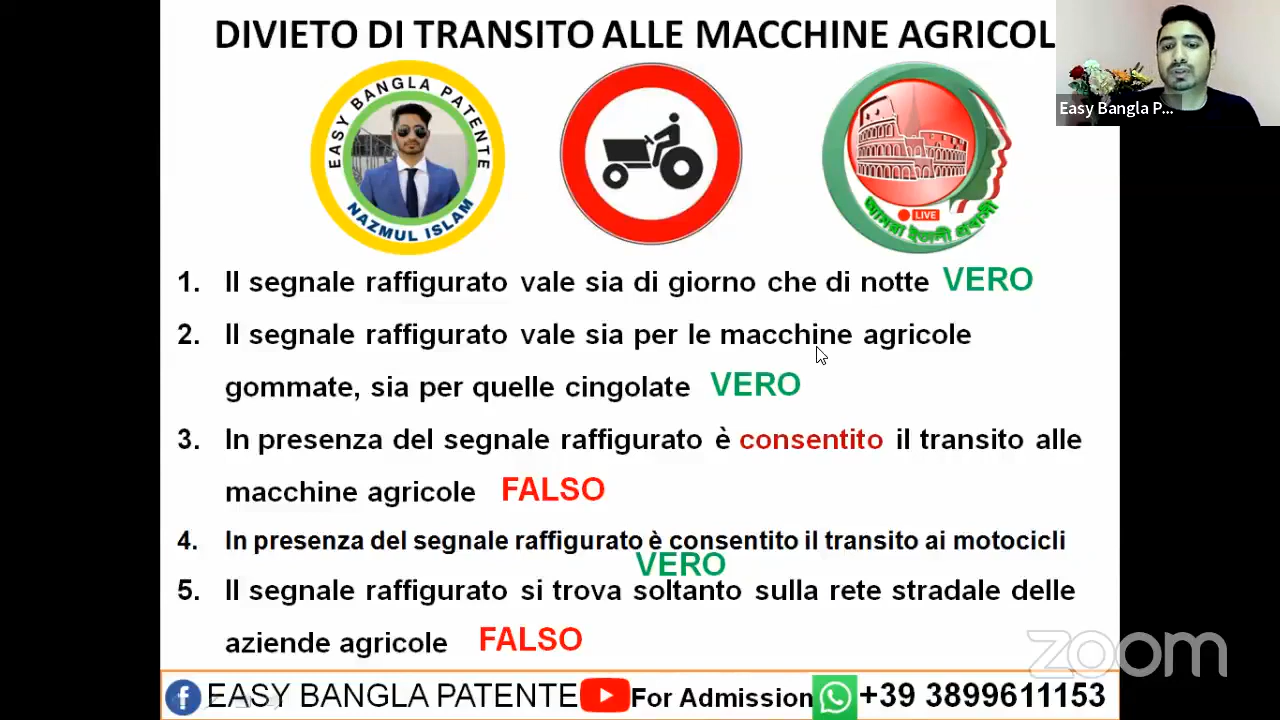 DIVIETO DI TRANSITO ALLE MACCHINE AGRICOL
Easy Bangla P...
EASY BANGLA PATENTE
NAZMUL ISLAM
LIVE
আমরা ইতালী প্রবাসী
1. Il segnale raffigurato vale sia di giorno che di notte VERO
2. Il segnale raffigurato vale sia per le macchine agricole
gommate, sia per quelle cingolate VERO
3. In presenza del segnale raffigurato è consentito il transito alle
macchine agricole FALSO
4. In presenza del segnale raffigurato è consentito il transito ai motocicli
VERO
5. Il segnale raffigurato si trova soltanto sulla rete stradale delle
aziende agricole FALSO
zoom
EASY BANGLA PATENTE For Admission +39 3899611153